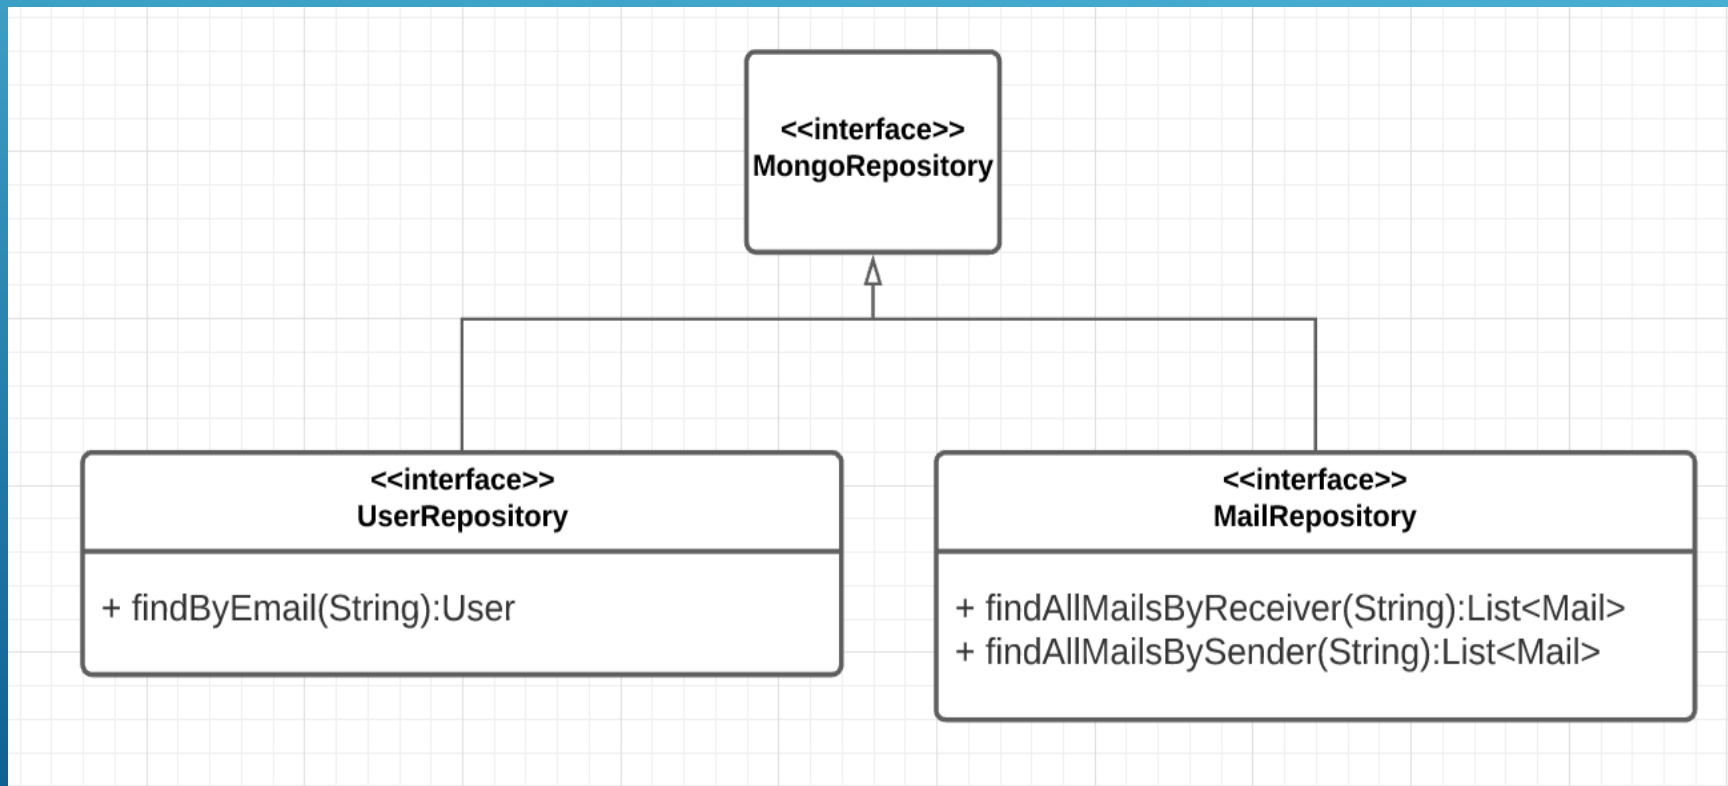 <<interface>>
MongoRepository
<<interface>>
UserRepository
+ findByEmail(String):User
<<interface>>
MailRepository
+ findAllMailsByReceiver(String):List<Mail>
+ findAllMailsBySender(String):List<Mail>